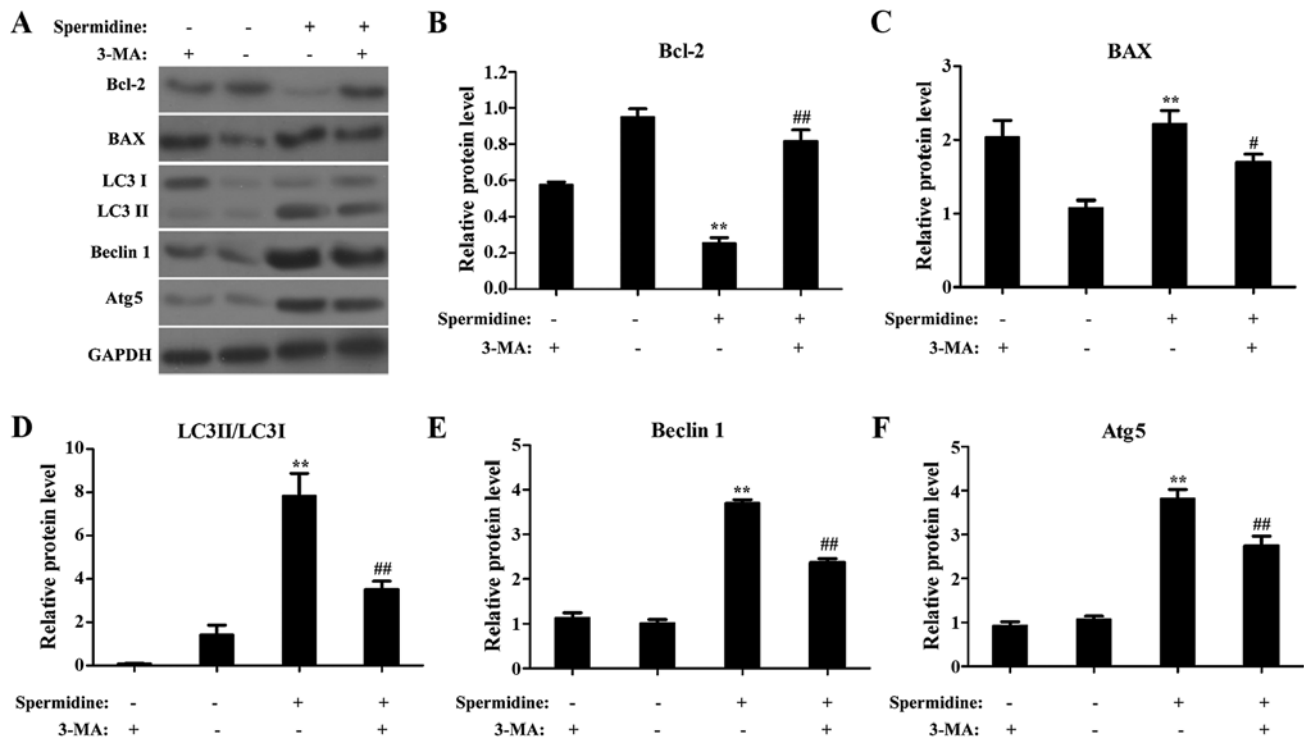 A
Spermidine: - - + +
3-MA: + - - +
Bcl-2
BAX
LC3 I
LC3 II
Beclin 1
Atg5
GAPDH
B
Bcl-2
Relative protein level
1.2
1.0
0.8
0.6
0.4
0.2
0.0
**
##
Spermidine: - - + +
3-MA: + - - +
C
BAX
Relative protein level
3
2
1
0
**
#
Spermidine: - - + +
3-MA: + - - +
D
LC3II/LC3I
Relative protein level
10
8
6
4
2
0
**
##
Spermidine: - - + +
3-MA: + - - +
E
Beclin 1
Relative protein level
5
4
3
2
1
0
**
##
Spermidine: - - + +
3-MA: + - - +
F
Atg5
Relative protein level
5
4
3
2
1
0
**
##
Spermidine: - - + +
3-MA: + - - +